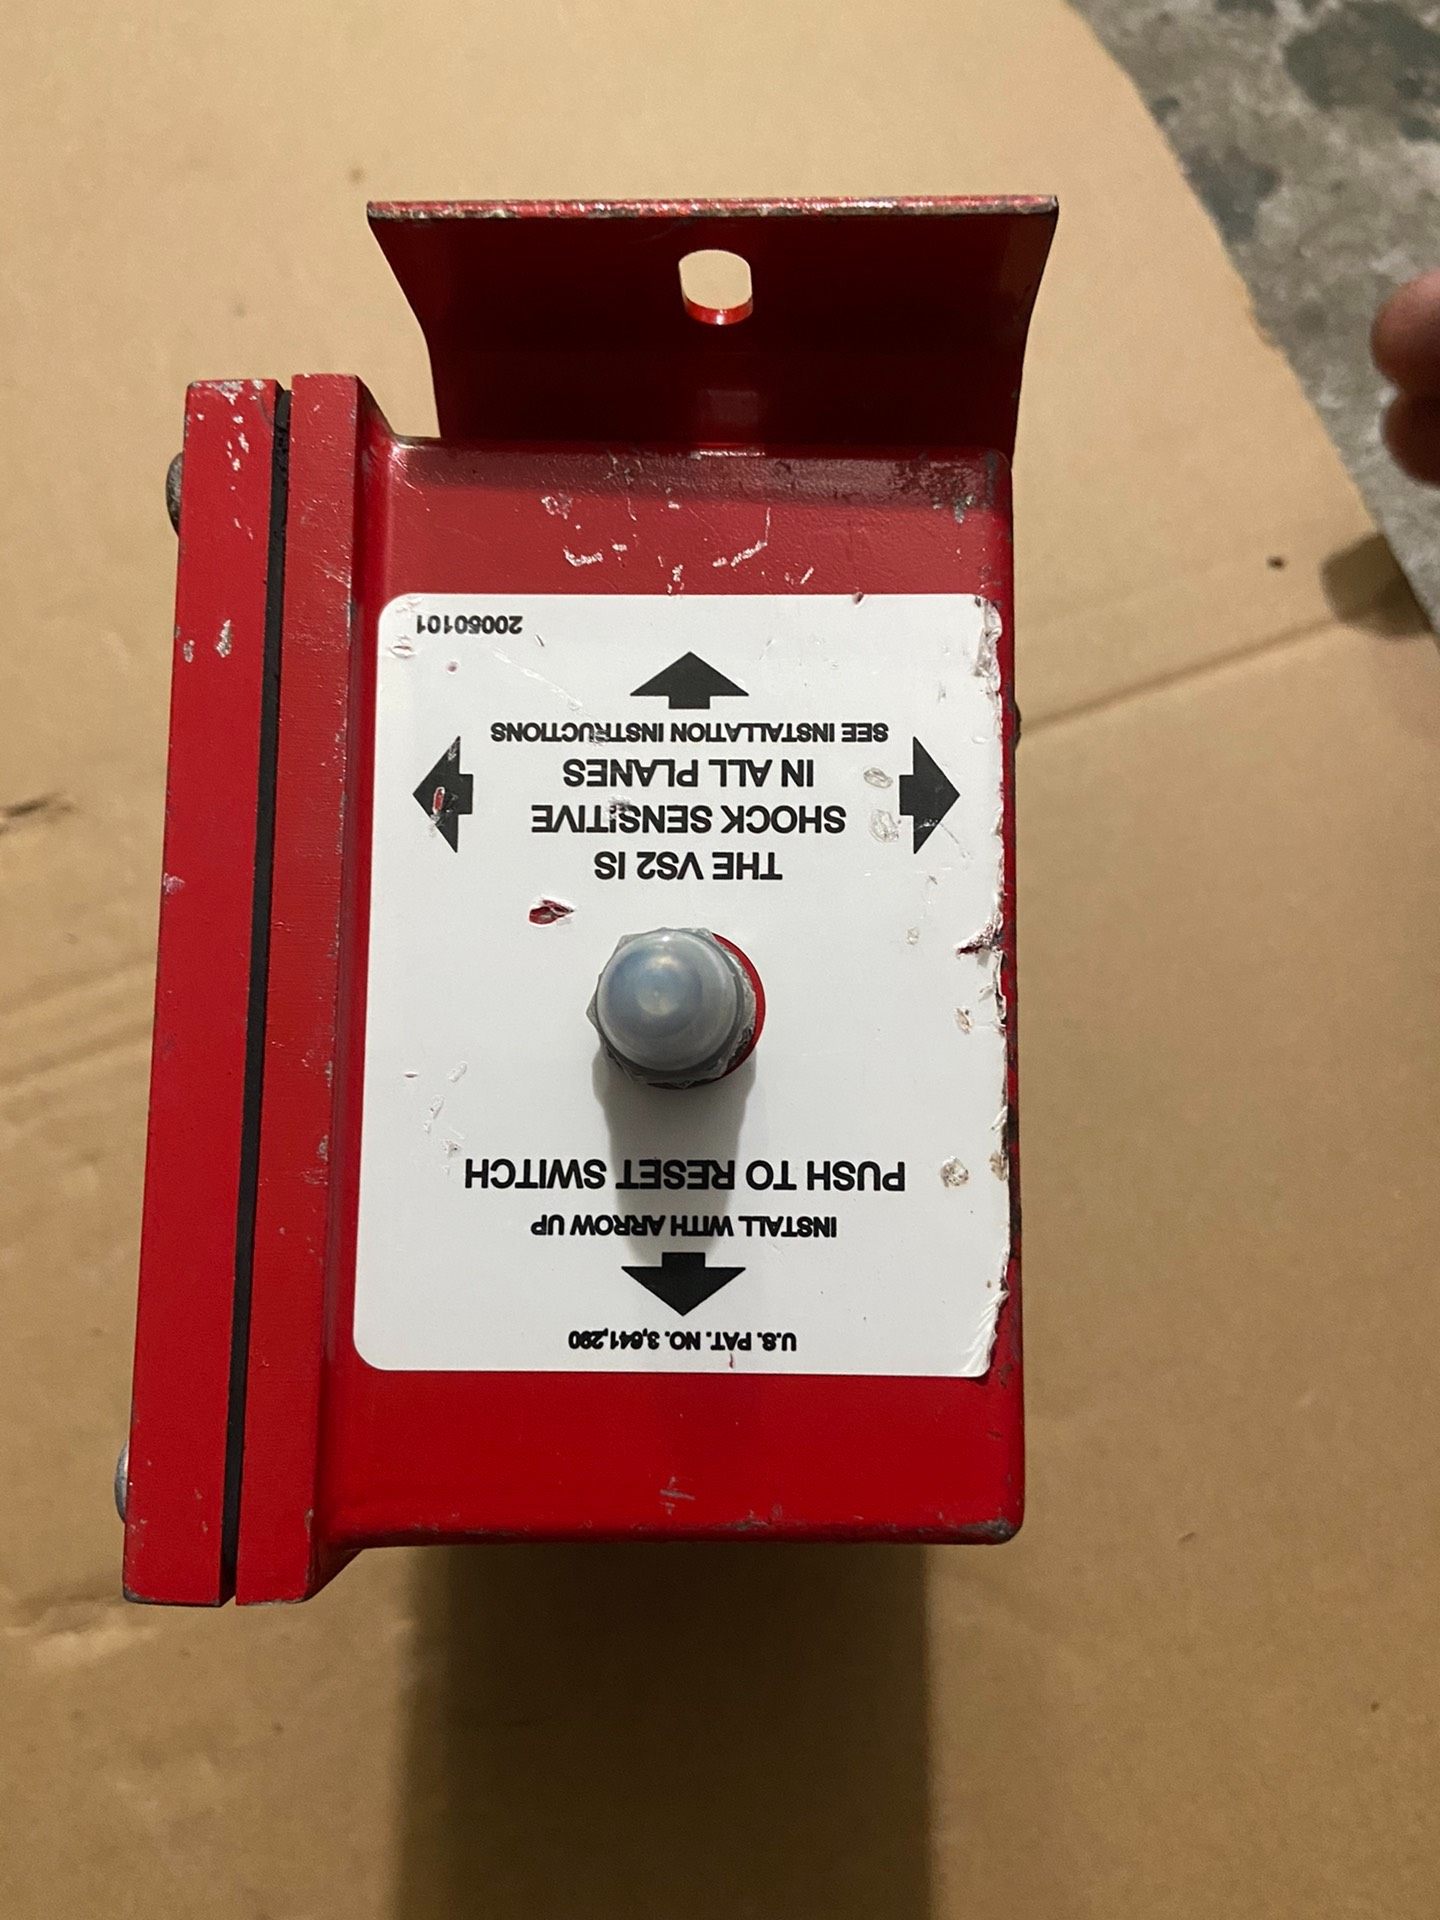 U.S. PAT. NO. 3,641,290
INSTALL WITH ARROW UP
PUSH TO RESET SWITCH
THE VS2 IS
SHOCK SENSITIVE
IN ALL PLANES
SEE INSTALLATION INSTRUCTIONS
20050101